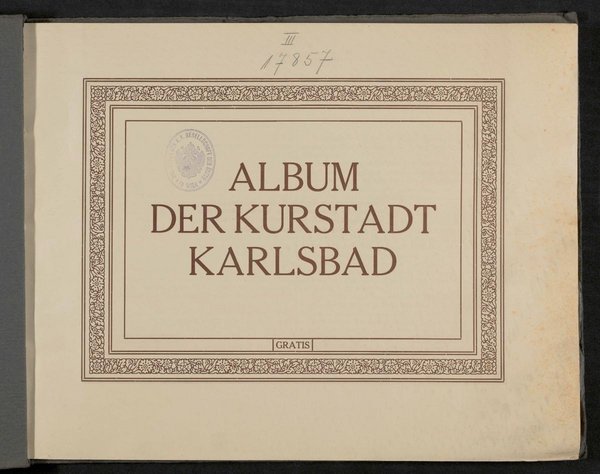 III
17857
ALBUM
DER KURSTADT
KARLSBAD
GRATIS